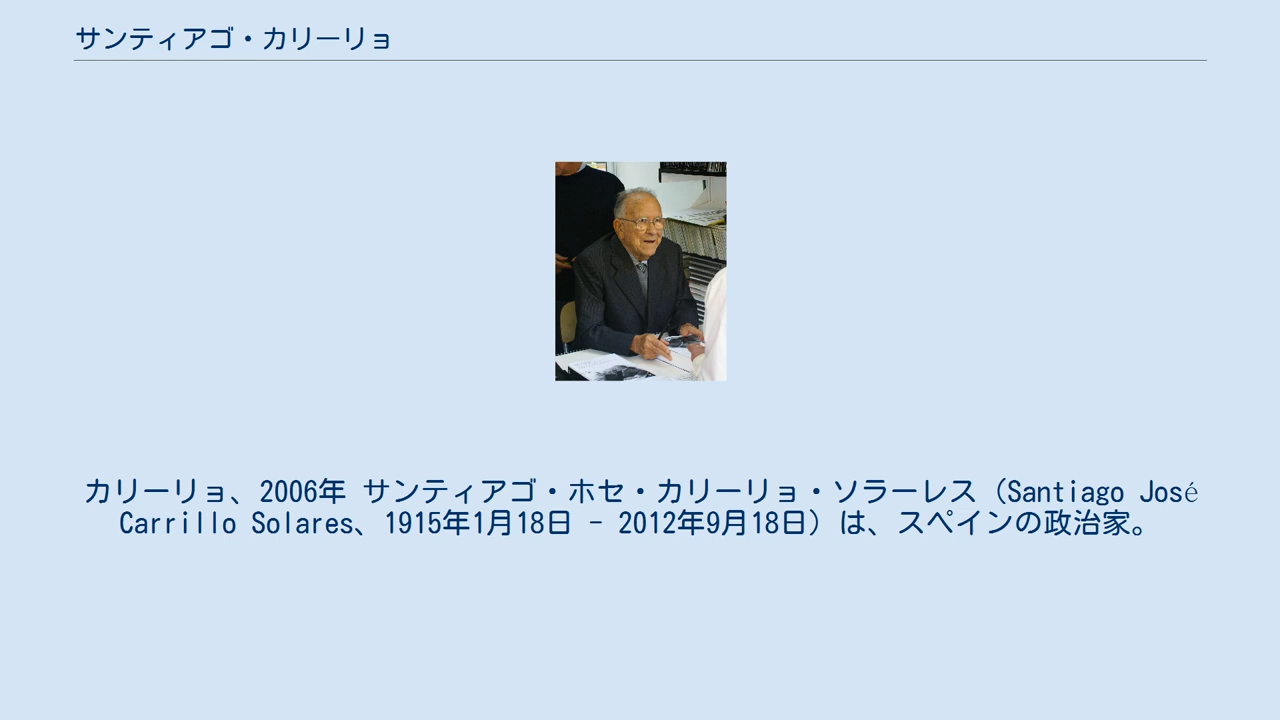 サンティアゴ・カリーリョ
カリーリョ、2006年 サンティアゴ・ホセ・カリーリョ・ソラーレス（Santiago José
Carrillo Solares、1915年1月18日 - 2012年9月18日）は、スペインの政治家。